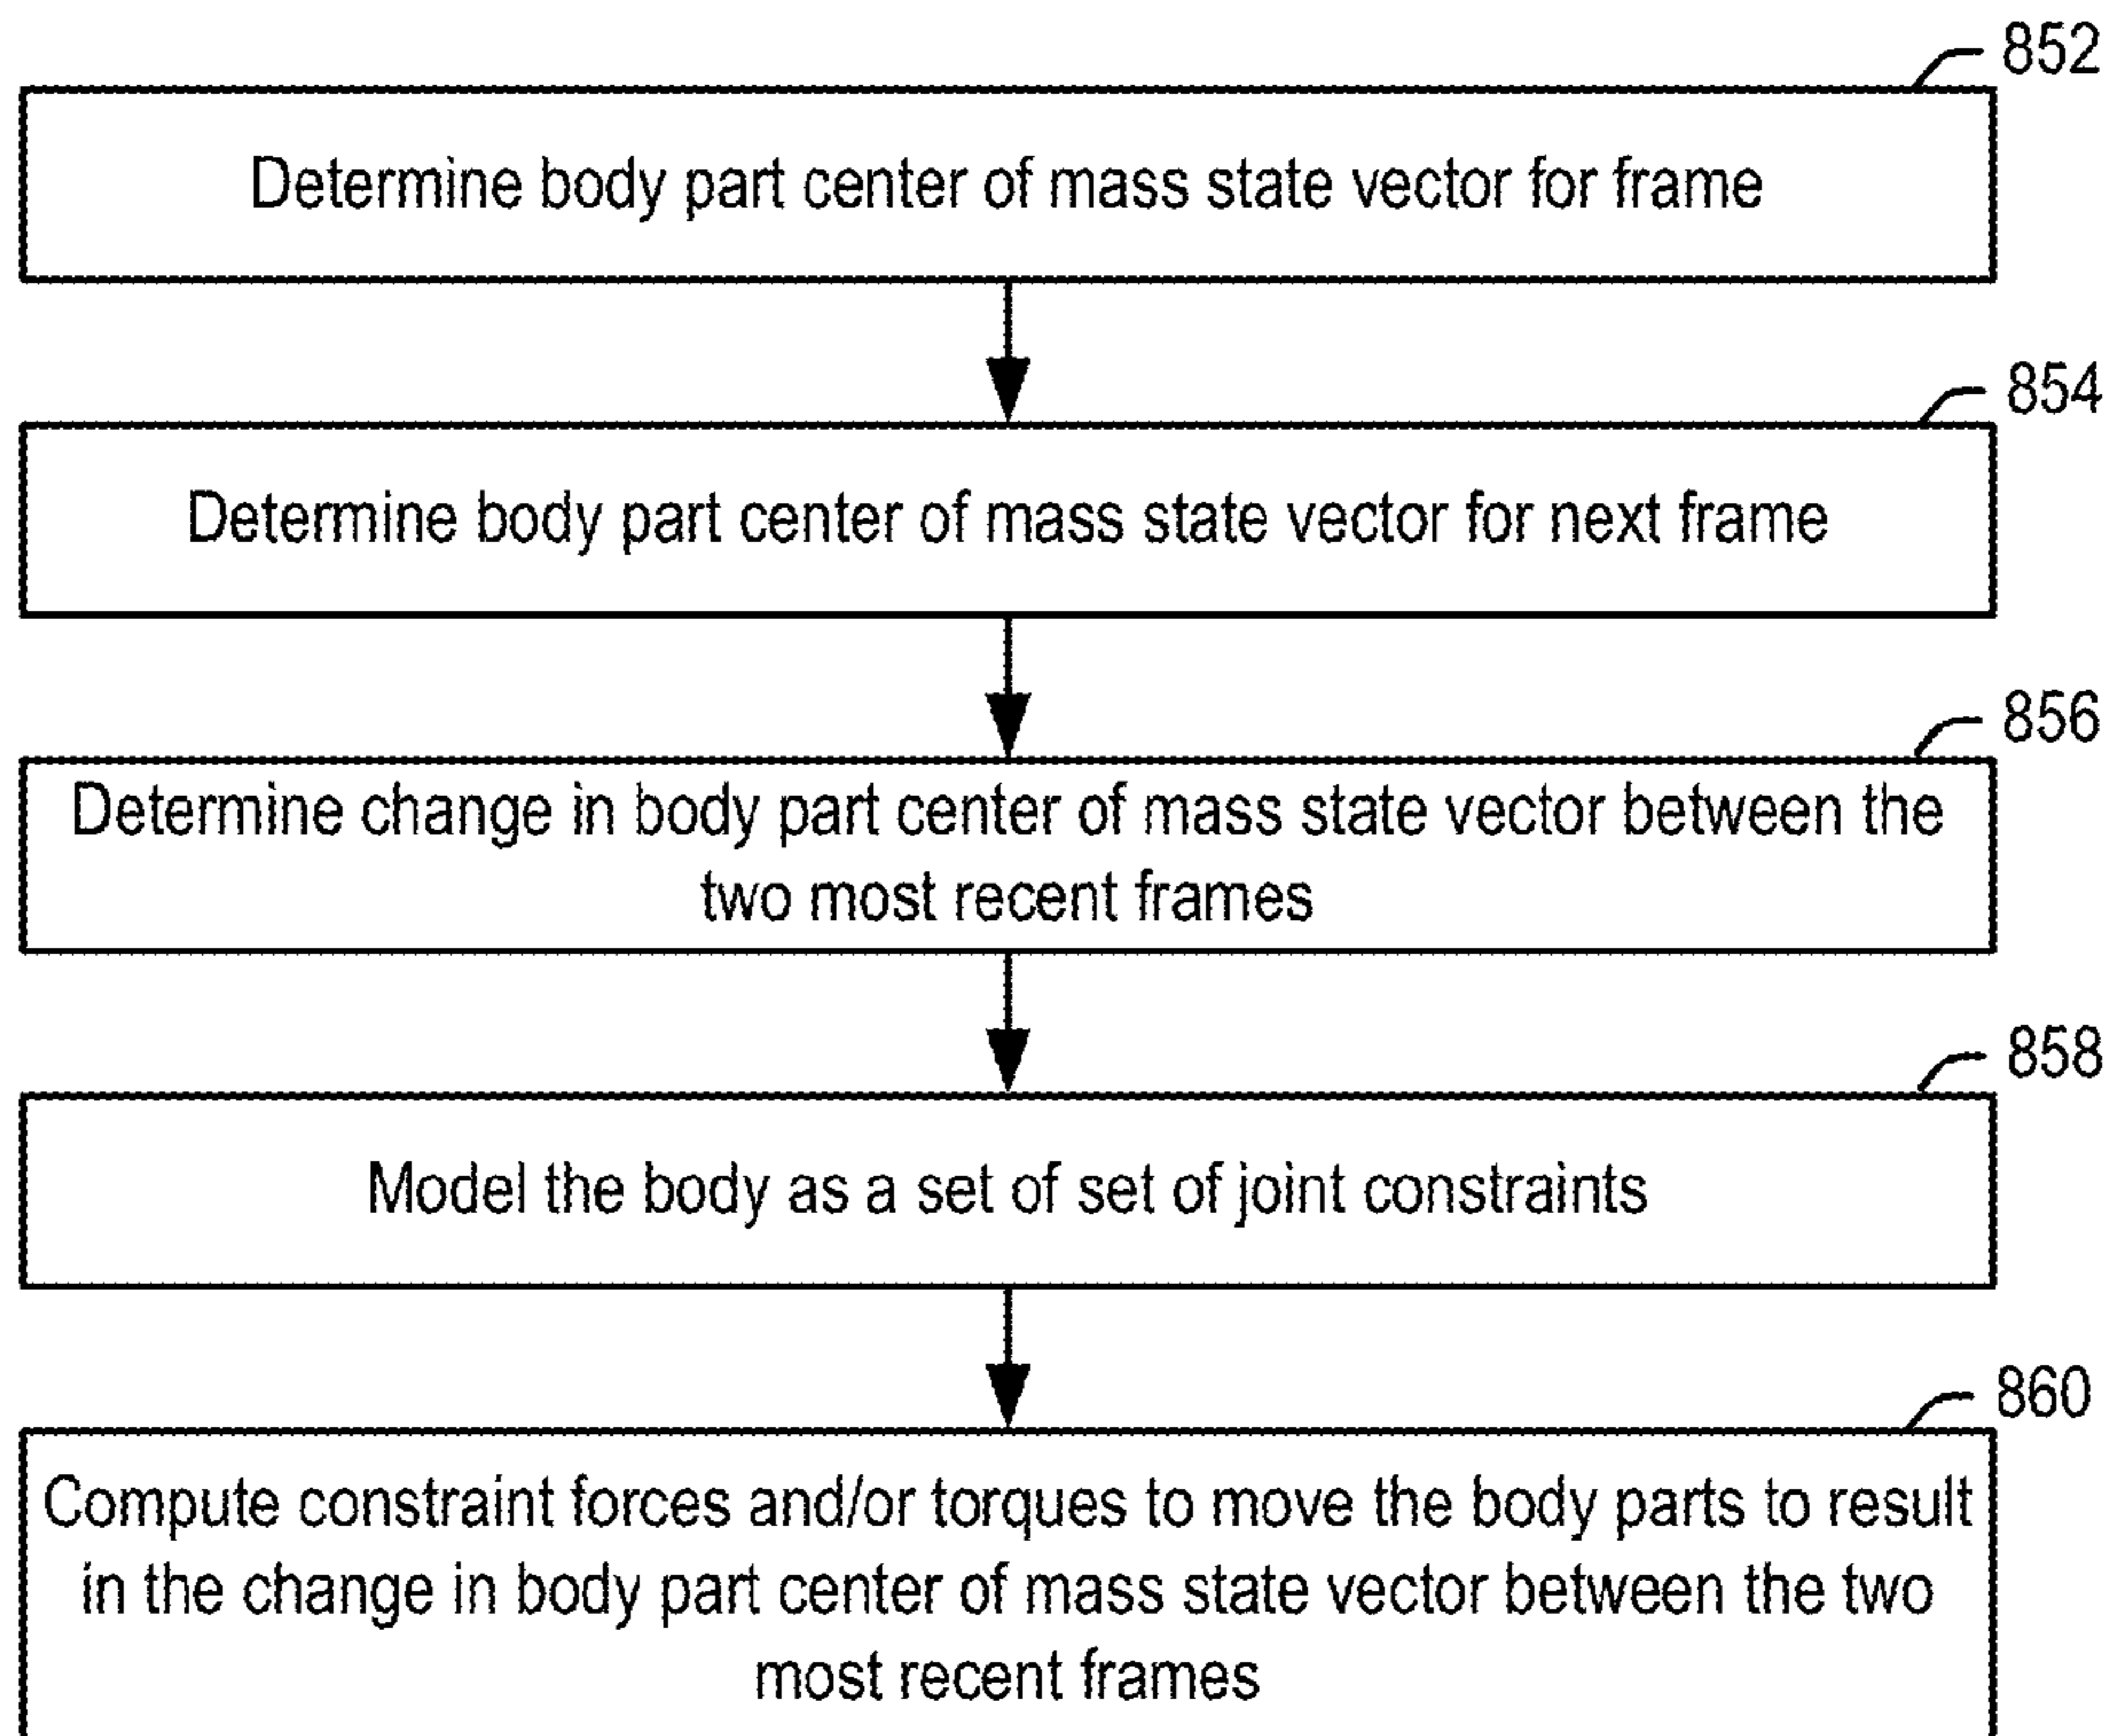 852
Determine body part center of mass state vector for frame
854
Determine body part center of mass state vector for next frame
856
Determine change in body part center of mass state vector between the
two most recent frames
858
Model the body as a set of set of joint constraints
860
Compute constraint forces and/or torques to move the body parts to result
in the change in body part center of mass state vector between the two
most recent frames